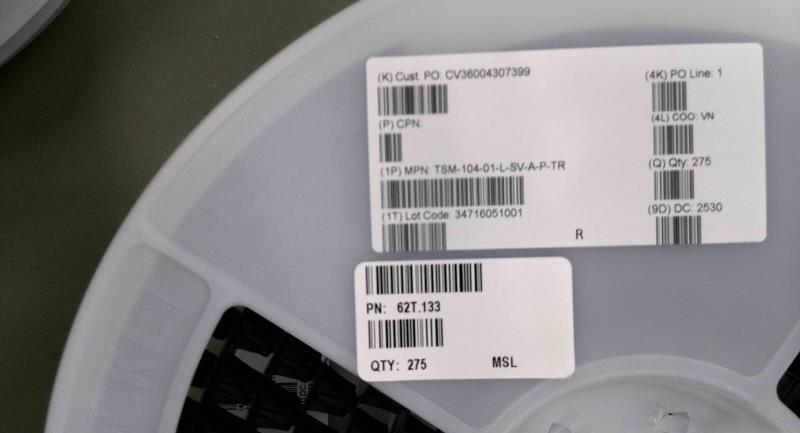 (K) Cust. PO: CV36004307399
(4K) PO Line: 1
(P) CPN:
(4L) COO: VN
(1P) MPN: TSM-104-01-L-SV-A-P-TR
(Q) Qty: 275
(1T) Lot Code: 34716051001
(9D) DC: 2530
R
PN: 62T.133
QTY: 275
MSL